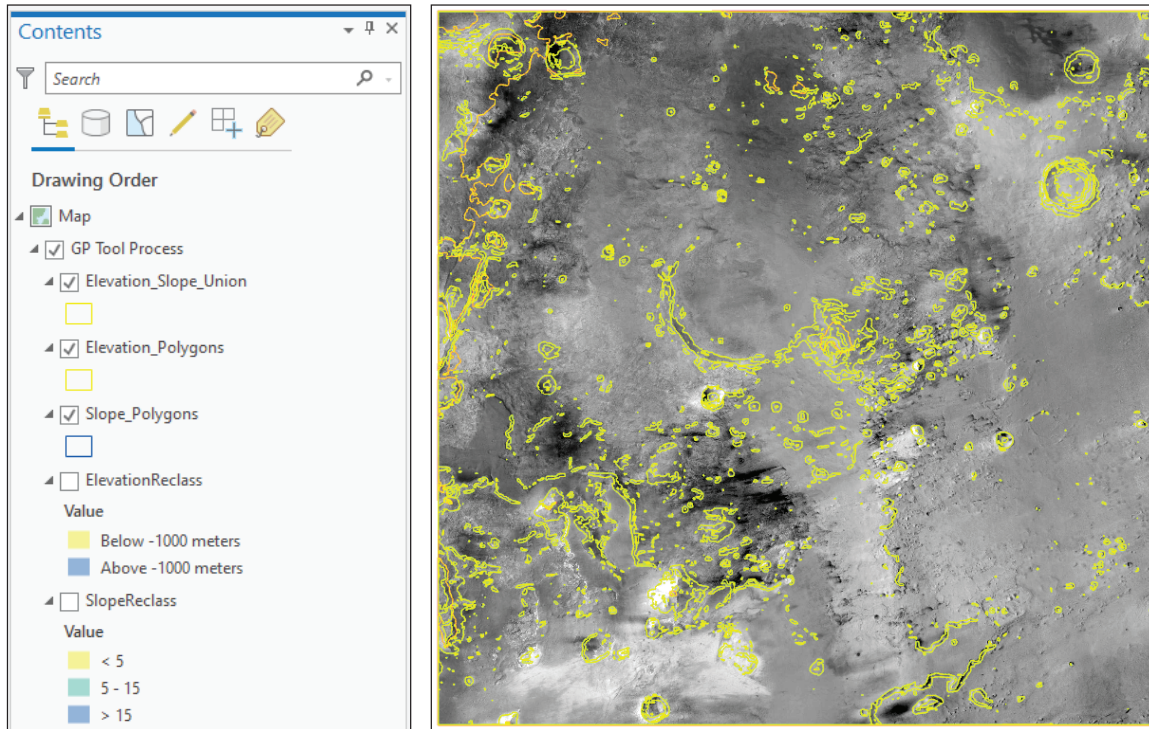 Contents
Search
Drawing Order
Map
GP Tool Process
Elevation_Slope_Union
Elevation_Polygons
Slope_Polygons
ElevationReclass
Value
Below -1000 meters
Above -1000 meters
SlopeReclass
Value
< 5
5 - 15
> 15